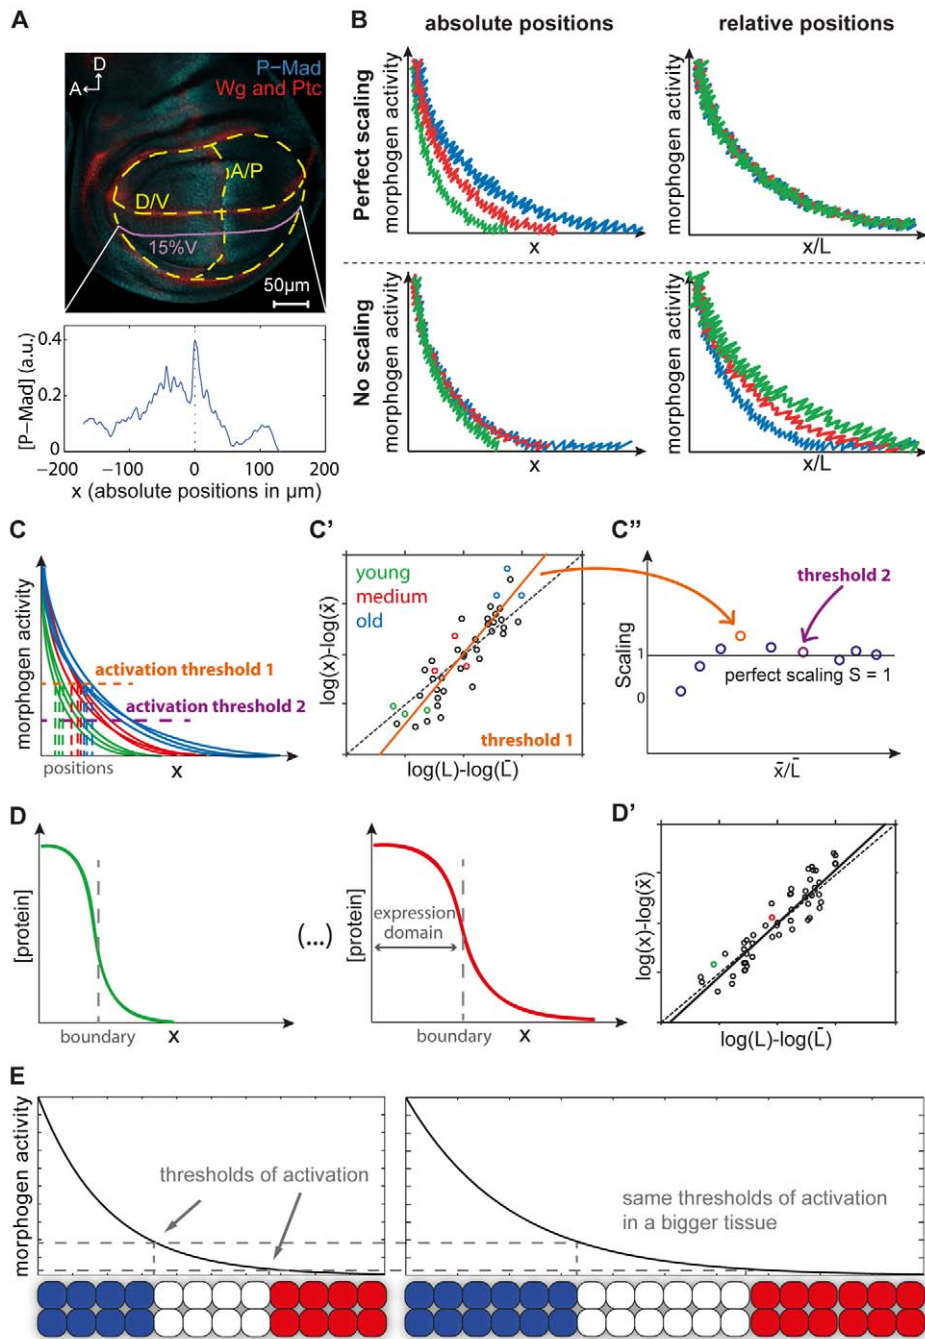 A
D
A
P-Mad
Wg and Ptc
A/P
D/V
15%V
50µm
[P-Mad] (a.u.)
0.4
0.2
0
-200
-100
0
100
200
x (absolute positions in µm)
B
absolute positions
relative positions
Perfect scaling
morphogen activity
x
morphogen activity
x/L
No scaling
morphogen activity
x
morphogen activity
x/L
C
morphogen activity
activation threshold 1
activation threshold 2
positions
x
C'
young
medium
old
log(x)-log(x̄)
threshold 1
log(L)-log(L̄)
C''
threshold 2
Scaling
1
0
perfect scaling S = 1
x̄/L̄
D
[protein]
boundary
x
(...)
[protein]
expression
domain
boundary
x
D'
log(x)-log(x̄)
log(L)-log(L̄)
E
morphogen activity
thresholds of activation
same thresholds of activation
in a bigger tissue